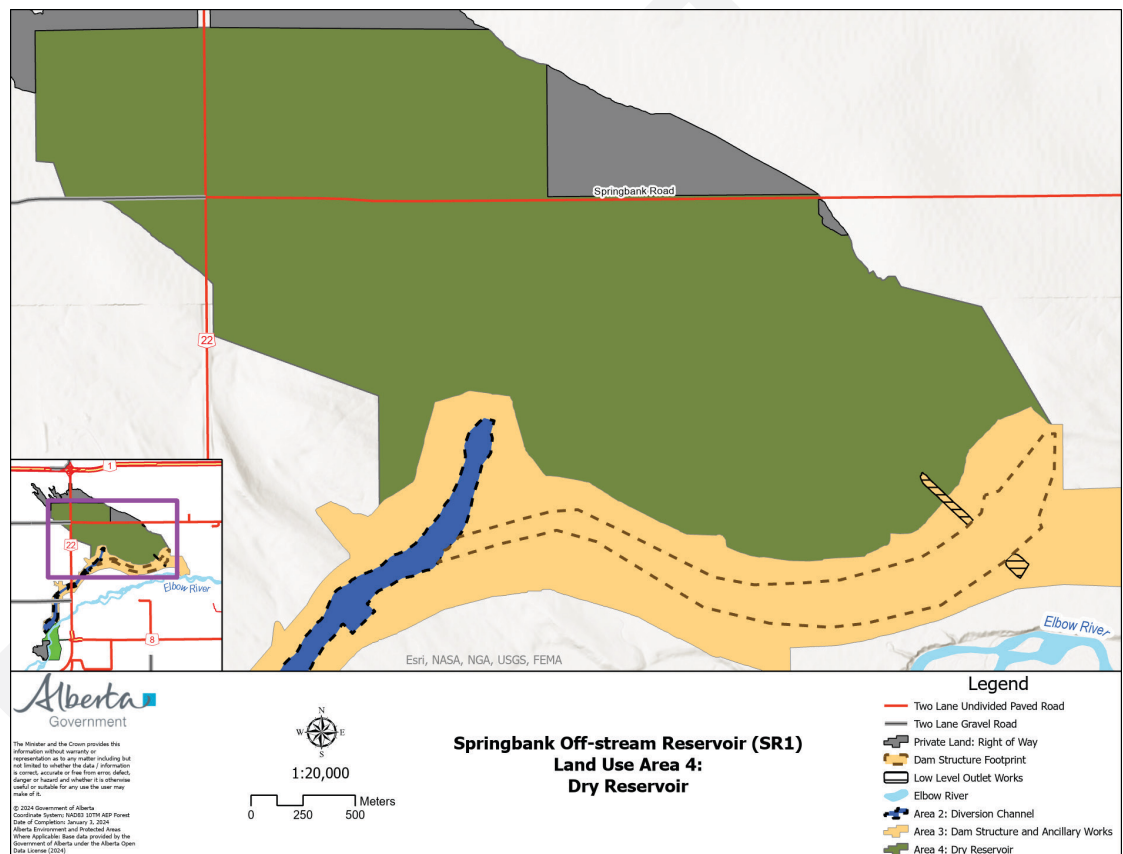 Springbank Road
22
1
22
Elbow River
8
Esri, NASA, NGA, USGS, FEMA
Elbow River
Alberta
Government
The Minister and the Crown provides this
information without warranty or
representation as to any matter including but
not limited to whether the data / information
is correct, accurate or free from error, defect,
danger or hazard and whether it is otherwise
useful or suitable for any use the user may
make of it.
© 2024 Government of Alberta
Coordinate System: NAD83 10TM AEP Forest
Date of Completion: January 3, 2024
Alberta Environment and Protected Areas
Where Applicable: Base data provided by the
Government of Alberta under the Alberta Open
Data License (2024)
N
W E
S
1:20,000
Meters
0 250 500
Springbank Off-stream Reservoir (SR1)
Land Use Area 4:
Dry Reservoir
Legend
Two Lane Undivided Paved Road
Two Lane Gravel Road
Private Land: Right of Way
Dam Structure Footprint
Low Level Outlet Works
Elbow River
Area 2: Diversion Channel
Area 3: Dam Structure and Ancillary Works
Area 4: Dry Reservoir